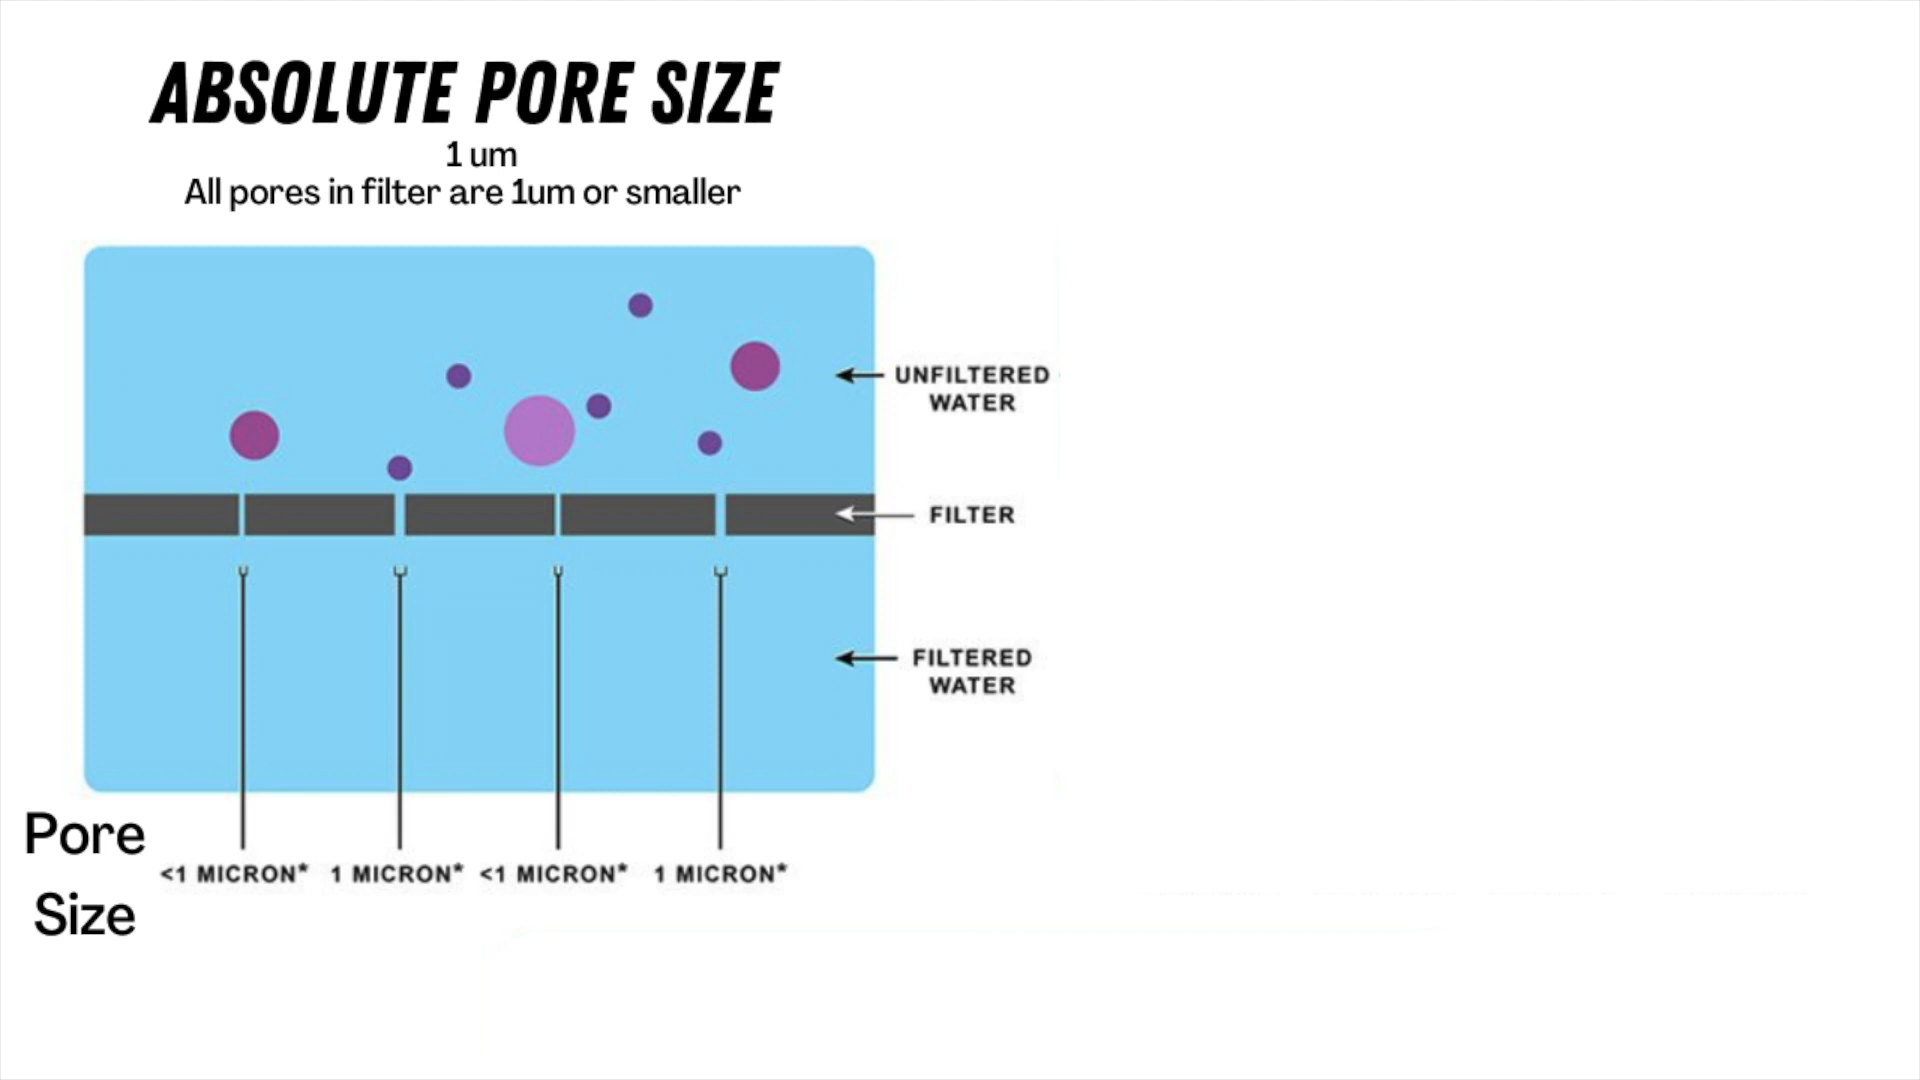 ABSOLUTE PORE SIZE
1 um
All pores in filter are 1um or smaller
UNFILTERED
WATER
FILTER
FILTERED
WATER
Pore
Size
<1 MICRON* 1 MICRON* <1 MICRON* 1 MICRON*